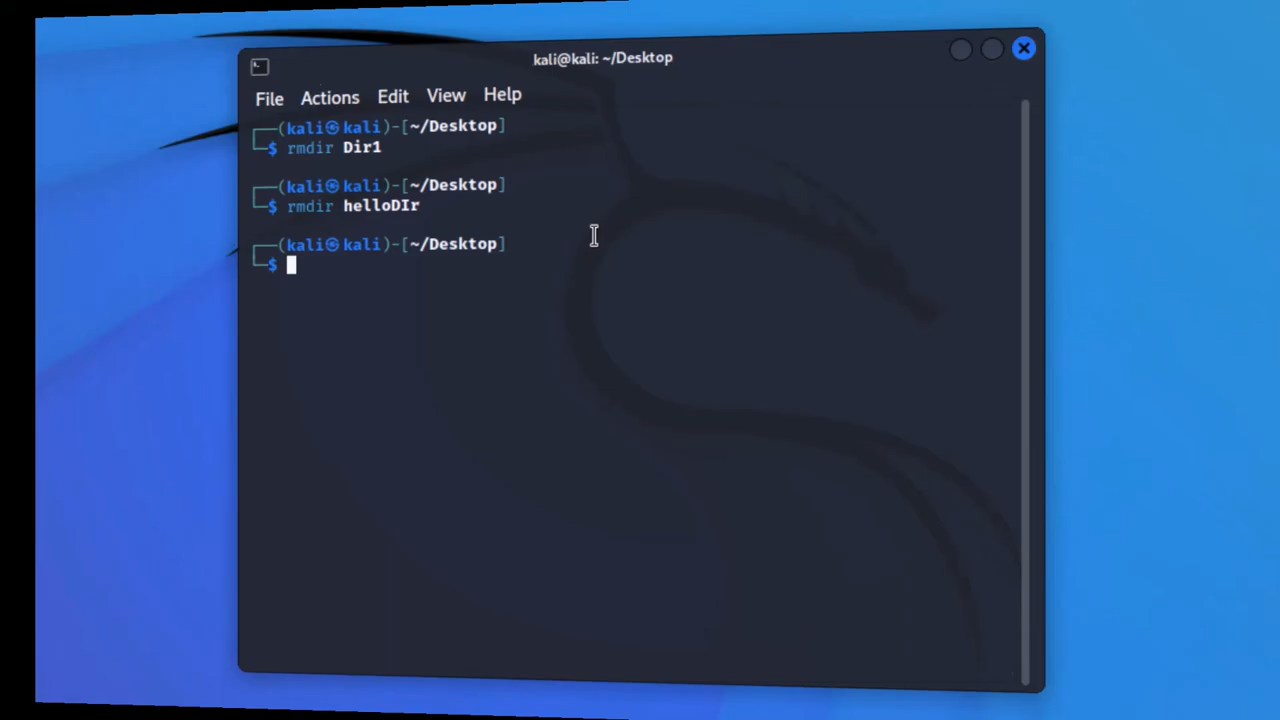 kali@kali: ~/Desktop
File Actions Edit View Help
┌──(kali㉿kali)-[~/Desktop]
└─$ rmdir Dir1
┌──(kali㉿kali)-[~/Desktop]
└─$ rmdir helloDIr
┌──(kali㉿kali)-[~/Desktop]
└─$